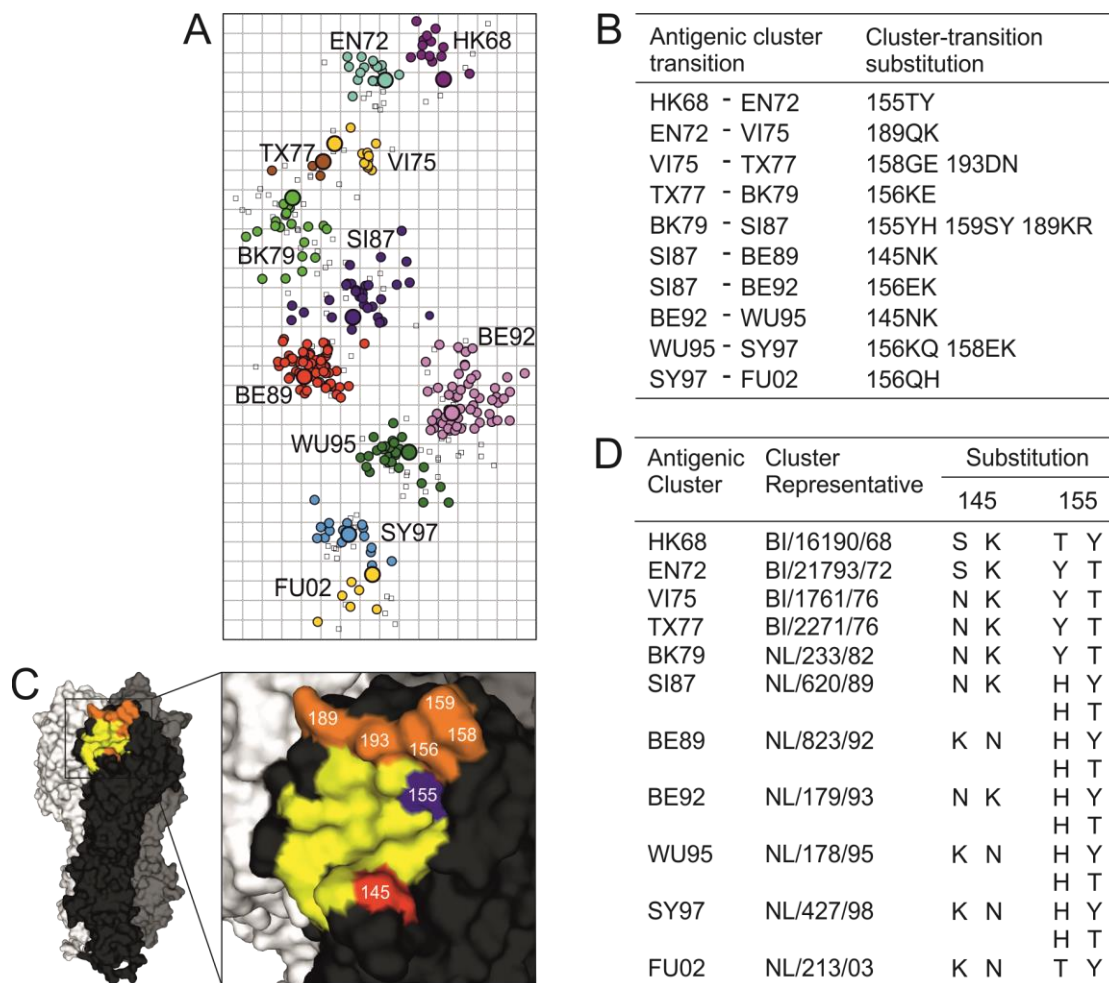 A
EN72
HK68
TX77
VI75
BK79
SI87
BE92
BE89
WU95
SY97
FU02
B
Antigenic cluster Cluster-transition
transition substitution
HK68 - EN72 155TY
EN72 - VI75 189QK
VI75 - TX77 158GE 193DN
TX77 - BK79 156KE
BK79 - SI87 155YH 159SY 189KR
SI87 - BE89 145NK
SI87 - BE92 156EK
BE92 - WU95 145NK
WU95 - SY97 156KQ 158EK
SY97 - FU02 156QH
C
189
193
156
159
158
155
145
D
Antigenic Cluster Substitution
Cluster Representative
145 155
HK68 BI/16190/68 S K T Y
EN72 BI/21793/72 S K Y T
VI75 BI/1761/76 N K Y T
TX77 BI/2271/76 N K Y T
BK79 NL/233/82 N K Y T
SI87 NL/620/89 N K H Y
H T
BE89 NL/823/92 K N H Y
H T
BE92 NL/179/93 N K H Y
H T
WU95 NL/178/95 K N H Y
H T
SY97 NL/427/98 K N H Y
H T
FU02 NL/213/03 K N T Y